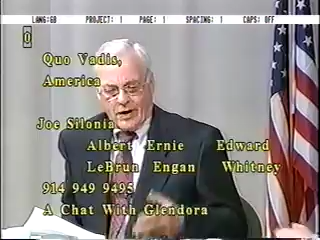 LANG:GB PROJECT: 1 PAGE: 1 SPACING: 1 CAPS: OFF
0
Quo Vadis,
America
Joe Silonia
Albert Ernie Edward
LeBrun Engan Whitney
914 949 9495
A Chat With Glendora